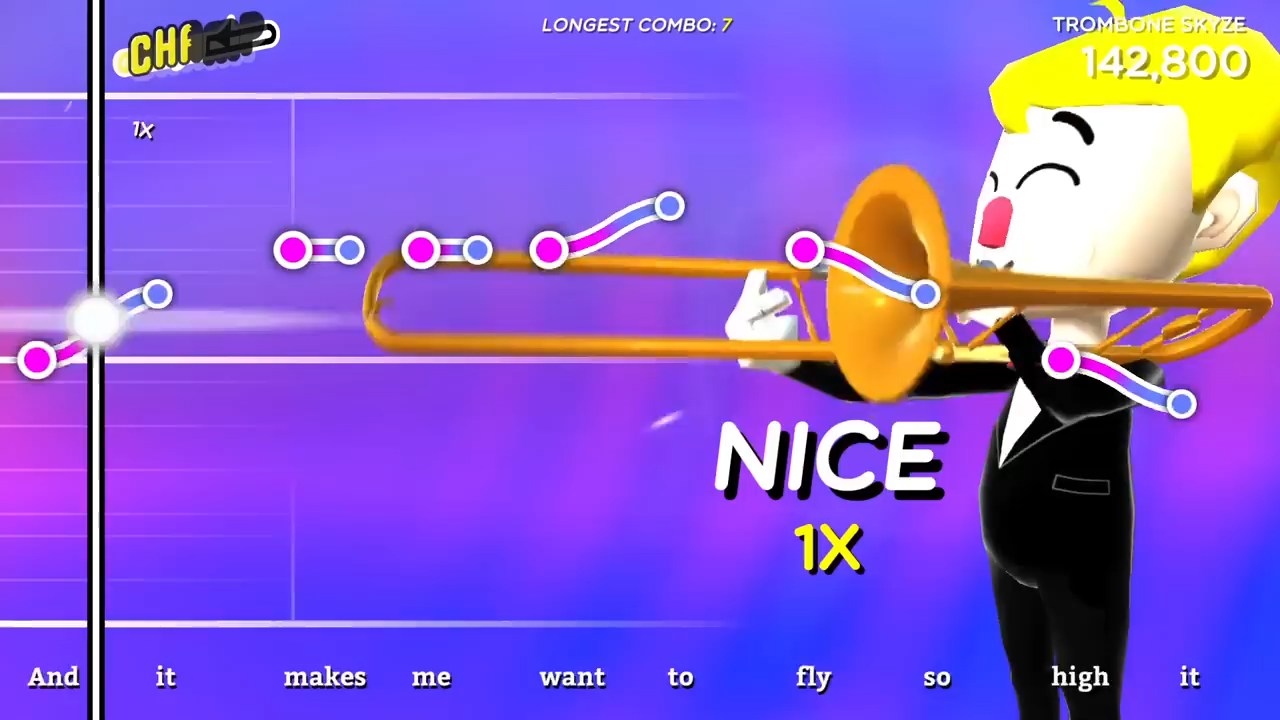 LONGEST COMBO: 7
TROMBONE SKYZE
142,800
1X
NICE
1X
And it makes me want to fly so high it